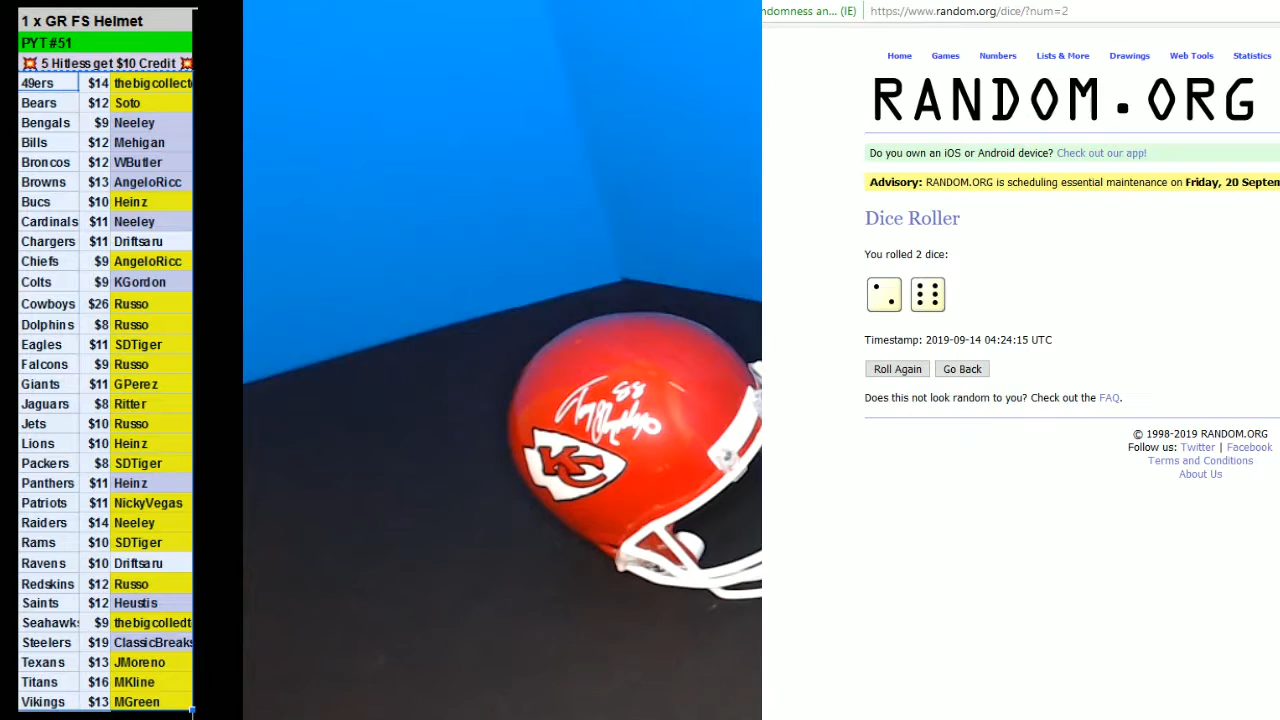 1 x GR FS Helmet
PYT #51
5 Hitless get $10 Credit
49ers $14 thebigcollect
Bears $12 Soto
Bengals $9 Neeley
Bills $12 Mehigan
Broncos $12 WButler
Browns $13 AngeloRicc
Bucs $10 Heinz
Cardinals $11 Neeley
Chargers $11 Driftsaru
Chiefs $9 AngeloRicc
Colts $9 KGordon
Cowboys $26 Russo
Dolphins $8 Russo
Eagles $11 SDTiger
Falcons $9 Russo
Giants $11 GPerez
Jaguars $8 Ritter
Jets $10 Russo
Lions $10 Heinz
Packers $8 SDTiger
Panthers $11 Heinz
Patriots $11 NickyVegas
Raiders $14 Neeley
Rams $10 SDTiger
Ravens $10 Driftsaru
Redskins $12 Russo
Saints $12 Heustis
Seahawks $9 thebigcolledt
Steelers $19 ClassicBreaks
Texans $13 JMoreno
Titans $16 MKline
Vikings $13 MGreen
88
KC
ndomness an... (IE) https://www.random.org/dice/?num=2
Home Games Numbers Lists & More Drawings Web Tools Statistics
RANDOM.ORG
Do you own an iOS or Android device? Check out our app!
Advisory: RANDOM.ORG is scheduling essential maintenance on Friday, 20 Septem
Dice Roller
You rolled 2 dice:
Timestamp: 2019-09-14 04:24:15 UTC
Roll Again Go Back
Does this not look random to you? Check out the FAQ.
© 1998-2019 RANDOM.ORG
Follow us: Twitter | Facebook
Terms and Conditions
About Us